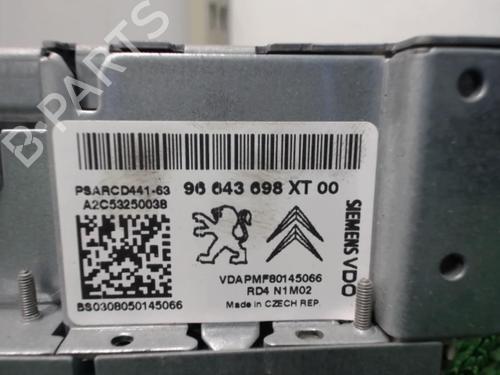 B-PARTS
PSARCD441-63
96 643 698 XT 00
A2C53250038
SIEMENS VDO
VDAPMF80145066
RD4 N1M02
BS0308050145066
Made in CZECH REP.